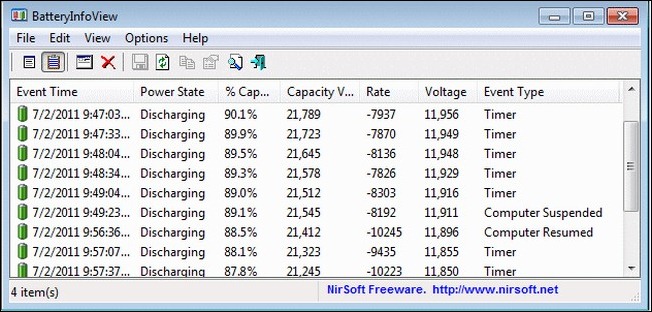 BatteryInfoView
File Edit View Options Help
Event Time Power State % Cap... Capacity V... Rate Voltage Event Type
7/2/2011 9:47:03... Discharging 90.1% 21,789 -7937 11,956 Timer
7/2/2011 9:47:33... Discharging 89.9% 21,723 -7870 11,949 Timer
7/2/2011 9:48:04... Discharging 89.5% 21,645 -8136 11,948 Timer
7/2/2011 9:48:34... Discharging 89.3% 21,578 -7826 11,929 Timer
7/2/2011 9:49:04... Discharging 89.0% 21,512 -8303 11,916 Timer
7/2/2011 9:49:23... Discharging 89.1% 21,545 -8192 11,911 Computer Suspended
7/2/2011 9:56:36... Discharging 88.5% 21,412 -10245 11,896 Computer Resumed
7/2/2011 9:57:07... Discharging 88.1% 21,323 -9435 11,855 Timer
7/2/2011 9:57:37... Discharging 87.8% 21,245 -10223 11,850 Timer
4 item(s) NirSoft Freeware. http://www.nirsoft.net